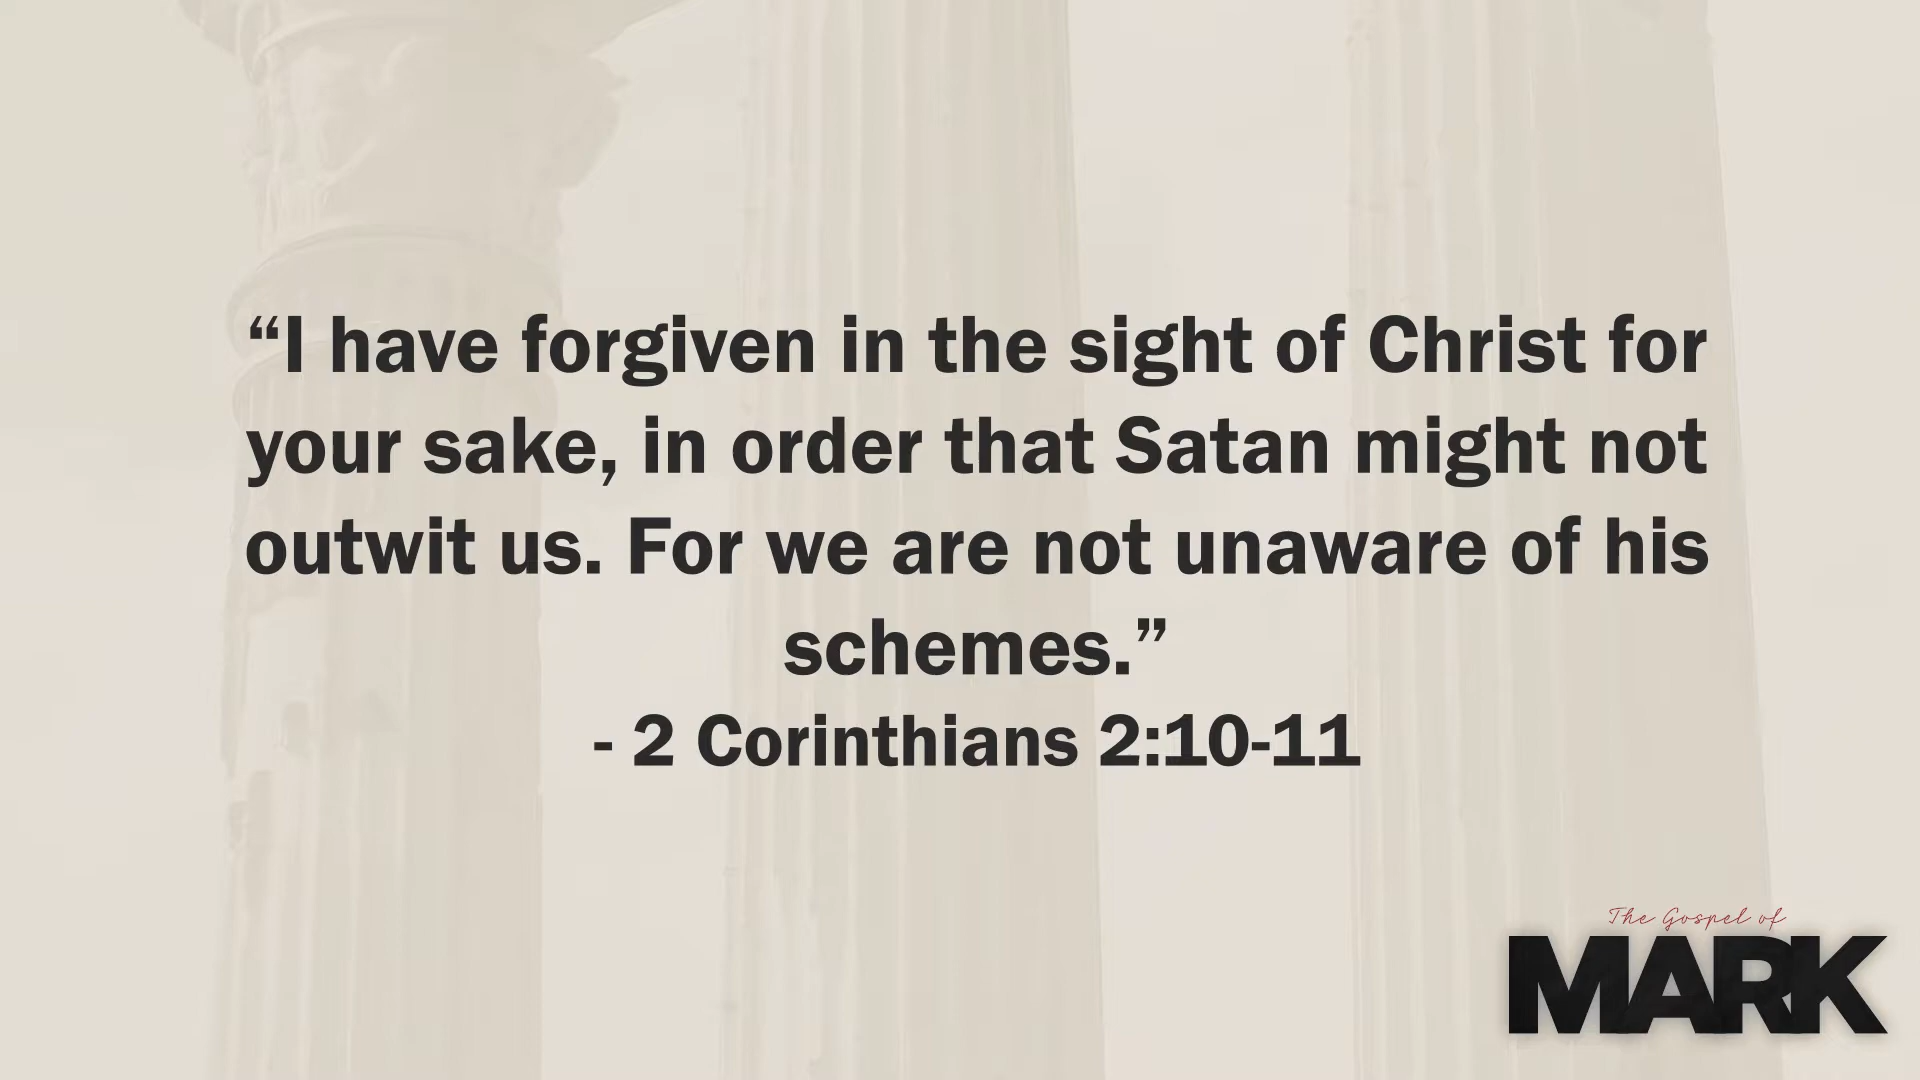 “I have forgiven in the sight of Christ for
your sake, in order that Satan might not
outwit us. For we are not unaware of his
schemes.”
- 2 Corinthians 2:10-11
The Gospel of
MARK